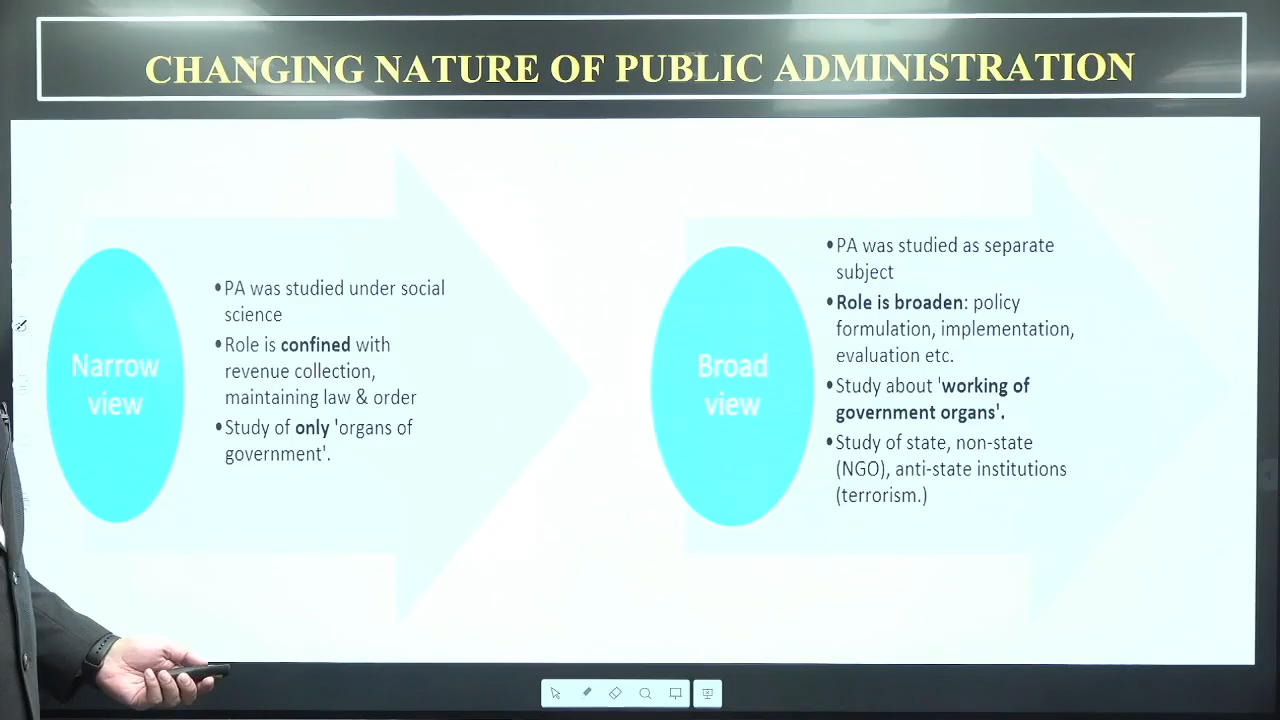 CHANGING NATURE OF PUBLIC ADMINISTRATION
Narrow
view
•PA was studied under social
science
•Role is confined with
revenue collection,
maintaining law & order
•Study of only 'organs of
government'.
Broad
view
•PA was studied as separate
subject
•Role is broaden: policy
formulation, implementation,
evaluation etc.
•Study about 'working of
government organs'.
•Study of state, non-state
(NGO), anti-state institutions
(terrorism.)